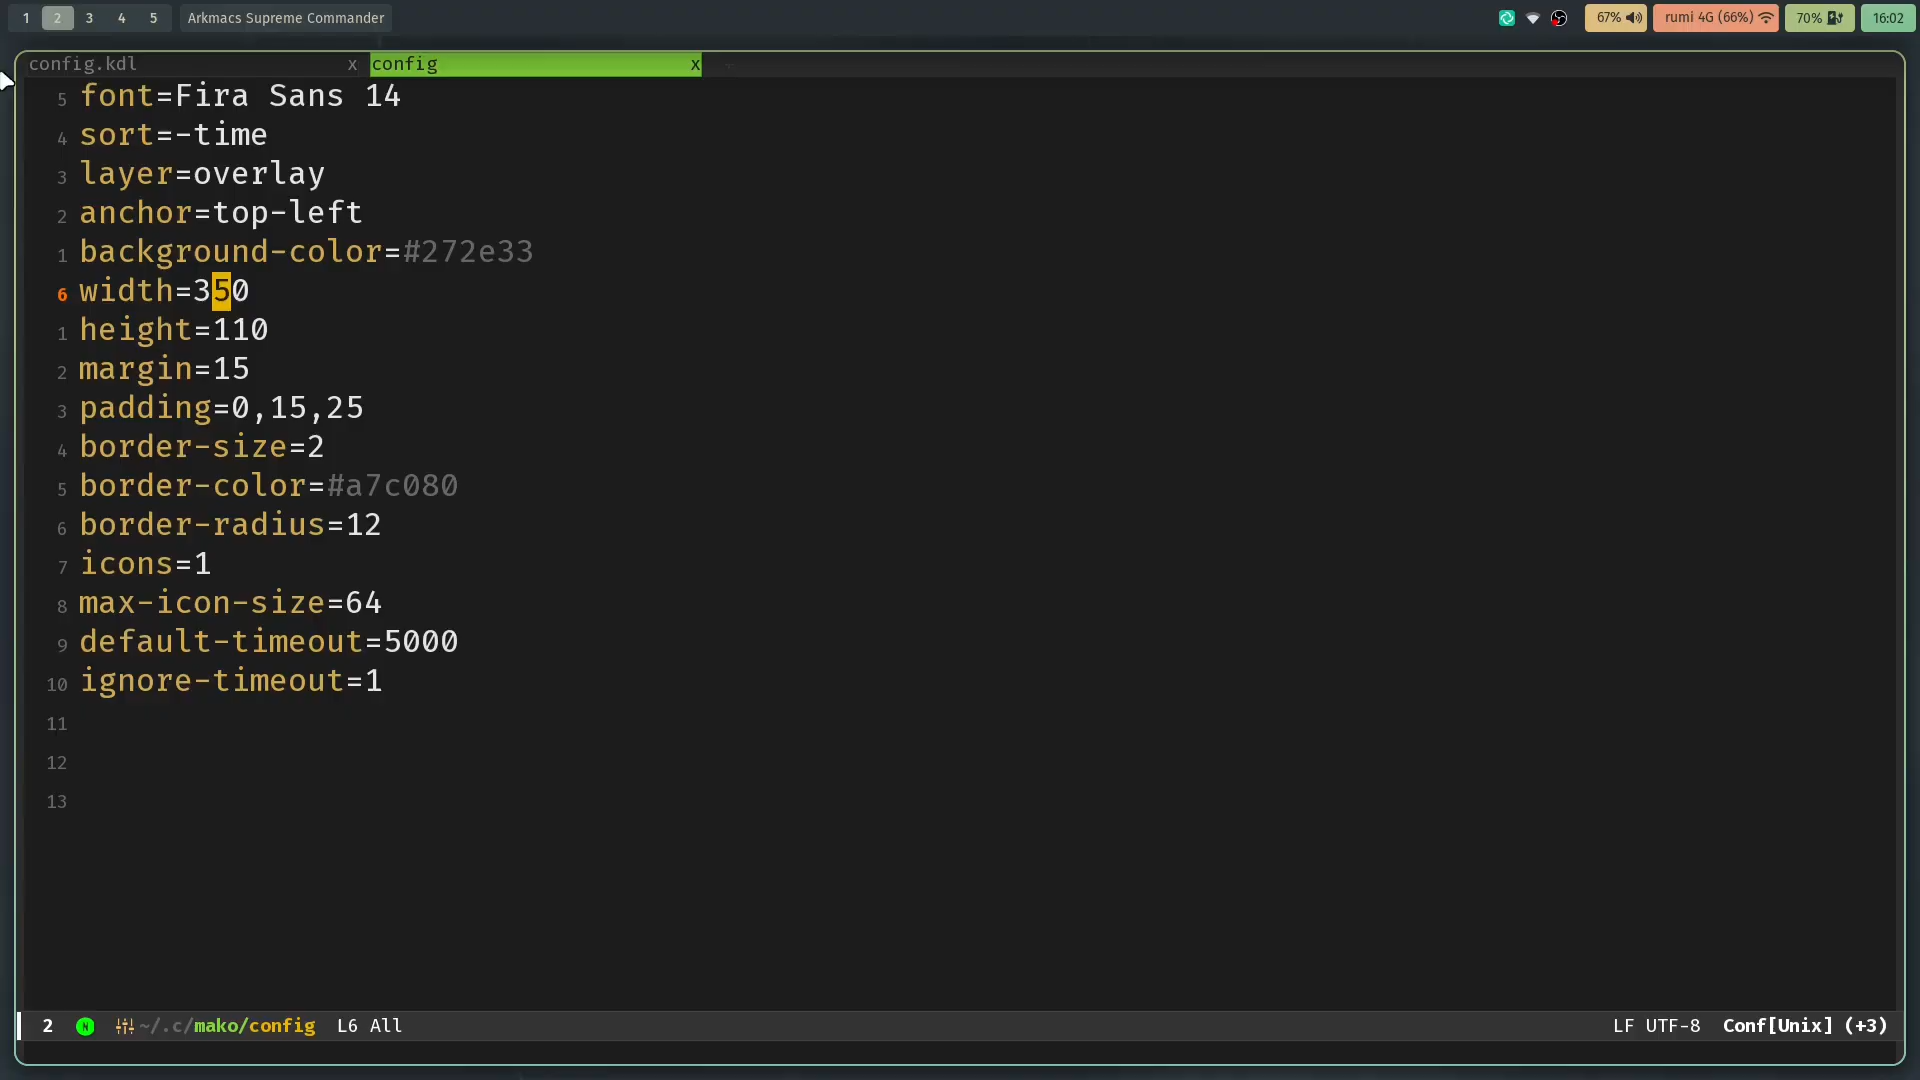 1 2 3 4 5 Arkmacs Supreme Commander 67% rumi 4G (66%) 70% 16:02
config.kdl x config x
5 font=Fira Sans 14
4 sort=-time
3 layer=overlay
2 anchor=top-left
1 background-color=#272e33
6 width=350
1 height=110
2 margin=15
3 padding=0,15,25
4 border-size=2
5 border-color=#a7c080
6 border-radius=12
7 icons=1
8 max-icon-size=64
9 default-timeout=5000
10 ignore-timeout=1
11
12
13
2 N ~/.c/mako/config L6 All LF UTF-8 Conf[Unix] (+3)